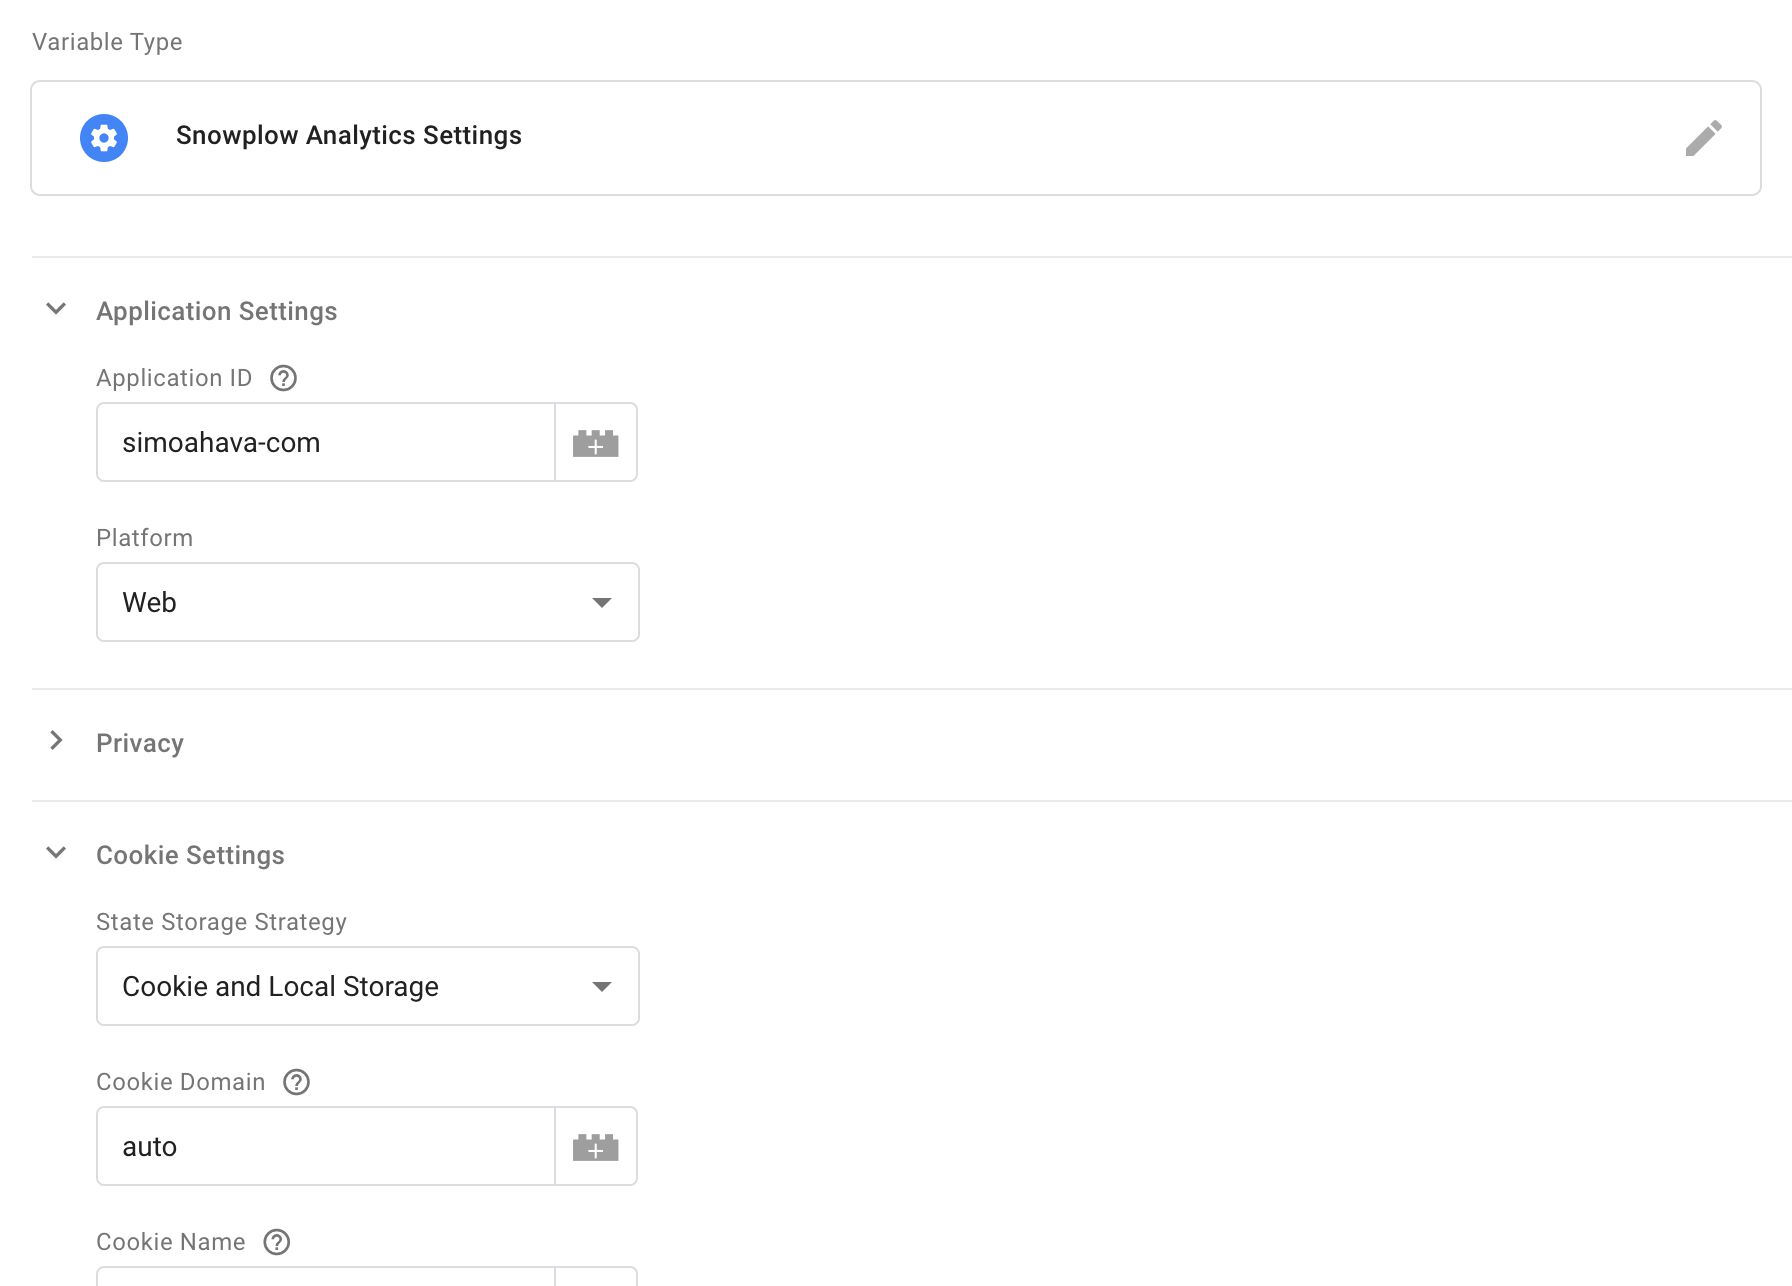 Variable Type
Snowplow Analytics Settings
Application Settings
Application ID
simoahava-com
Platform
Web
Privacy
Cookie Settings
State Storage Strategy
Cookie and Local Storage
Cookie Domain
auto
Cookie Name